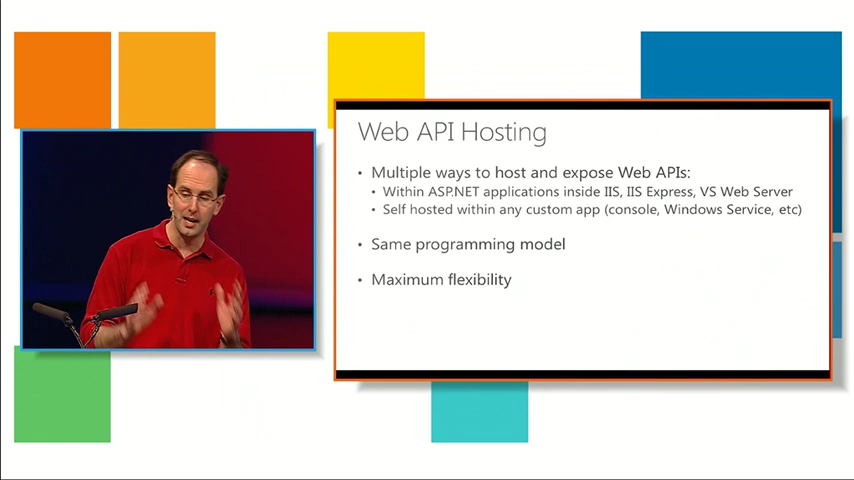 Web API Hosting
• Multiple ways to host and expose Web APIs:
• Within ASP.NET applications inside IIS, IIS Express, VS Web Server
• Self hosted within any custom app (console, Windows Service, etc)
• Same programming model
• Maximum flexibility